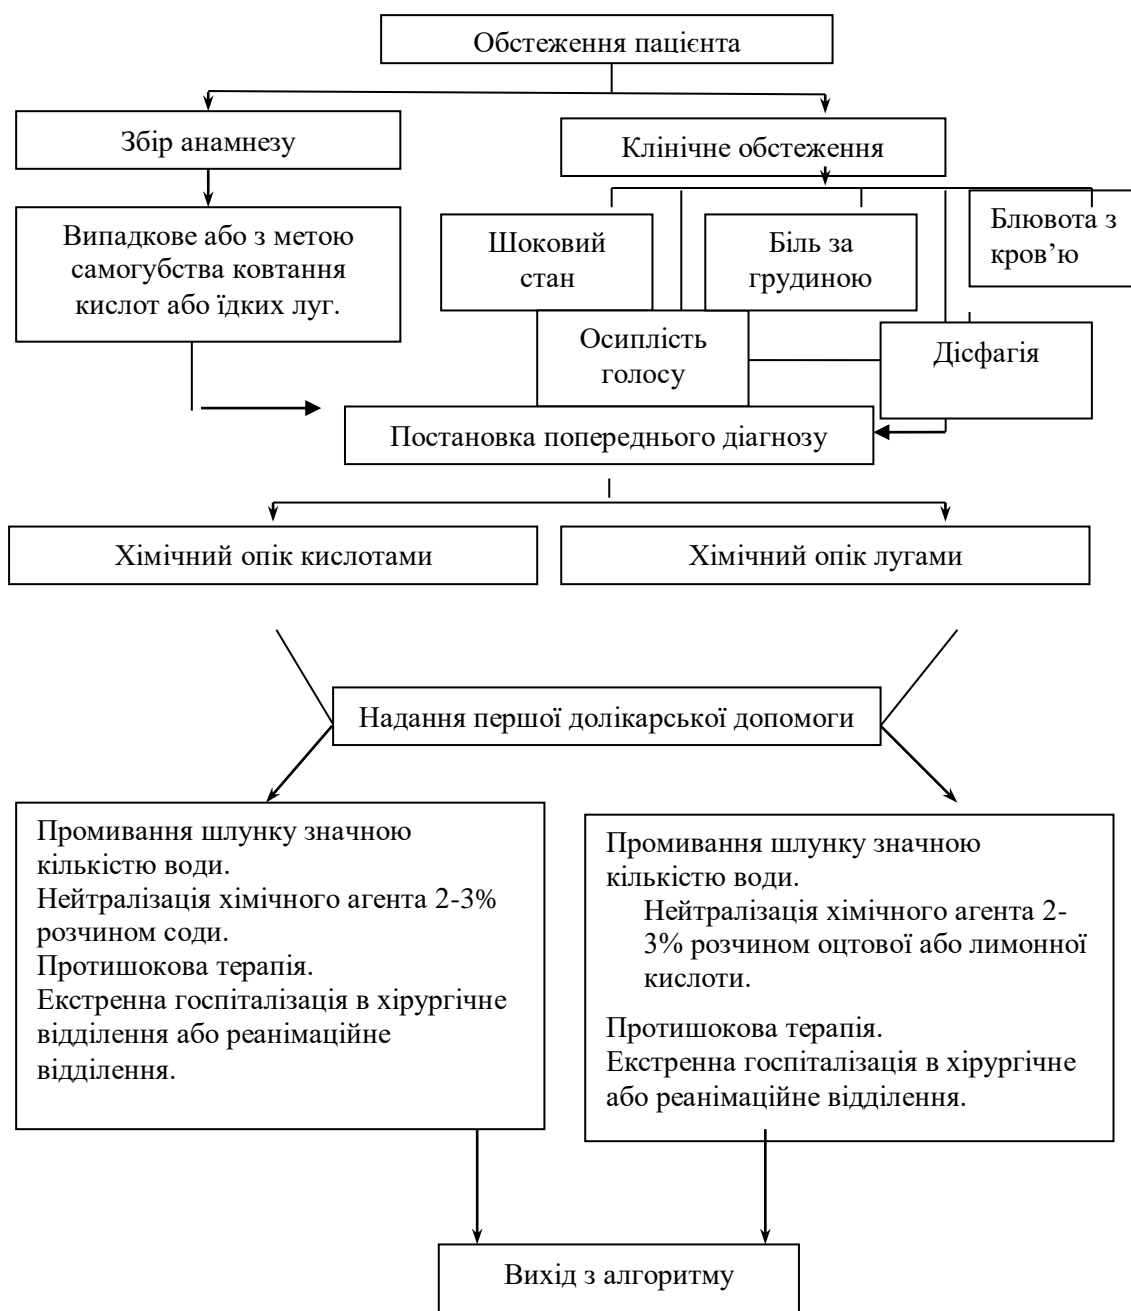 Обстеження пацієнта
Збір анамнезу
Клінічне обстеження
Випадкове або з метою
самогубства ковтання
кислот або їдких луг.
Шоковий
стан
Біль за
грудиною
Блювота з
кров’ю
Осиплість
голосу
Дісфагія
Постановка попереднього діагнозу
Хімічний опік кислотами
Хімічний опік лугами
Надання першої долікарської допомоги
Промивання шлунку значною
кількістю води.
Нейтралізація хімічного агента 2-3%
розчином соди.
Протишокова терапія.
Екстренна госпіталізація в хірургічне
відділення або реанімаційне
відділення.
Промивання шлунку значною
кількістю води.
Нейтралізація хімічного агента 2-
3% розчином оцтової або лимонної
кислоти.
Протишокова терапія.
Екстренна госпіталізація в хірургічне
або реанімаційне відділення.
Вихід з алгоритму